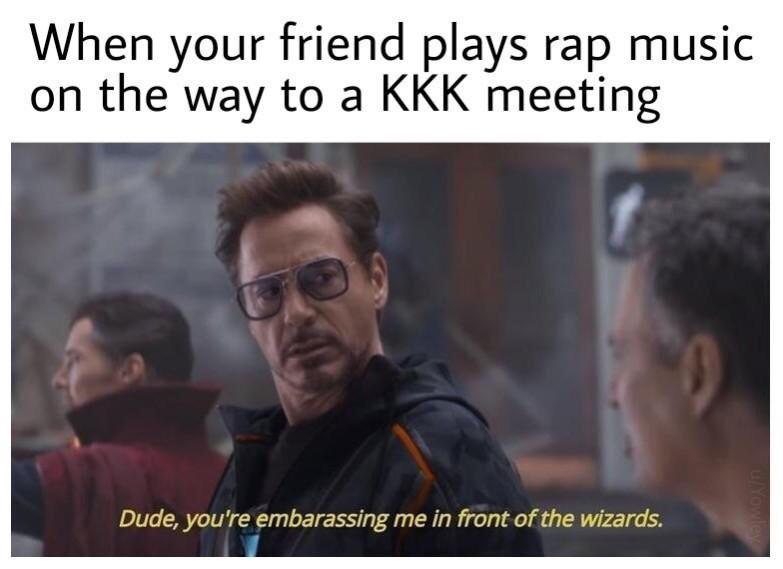 When your friend plays rap music
on the way to a KKK meeting
Dude, you're embarassing me in front of the wizards.
u/Yowley